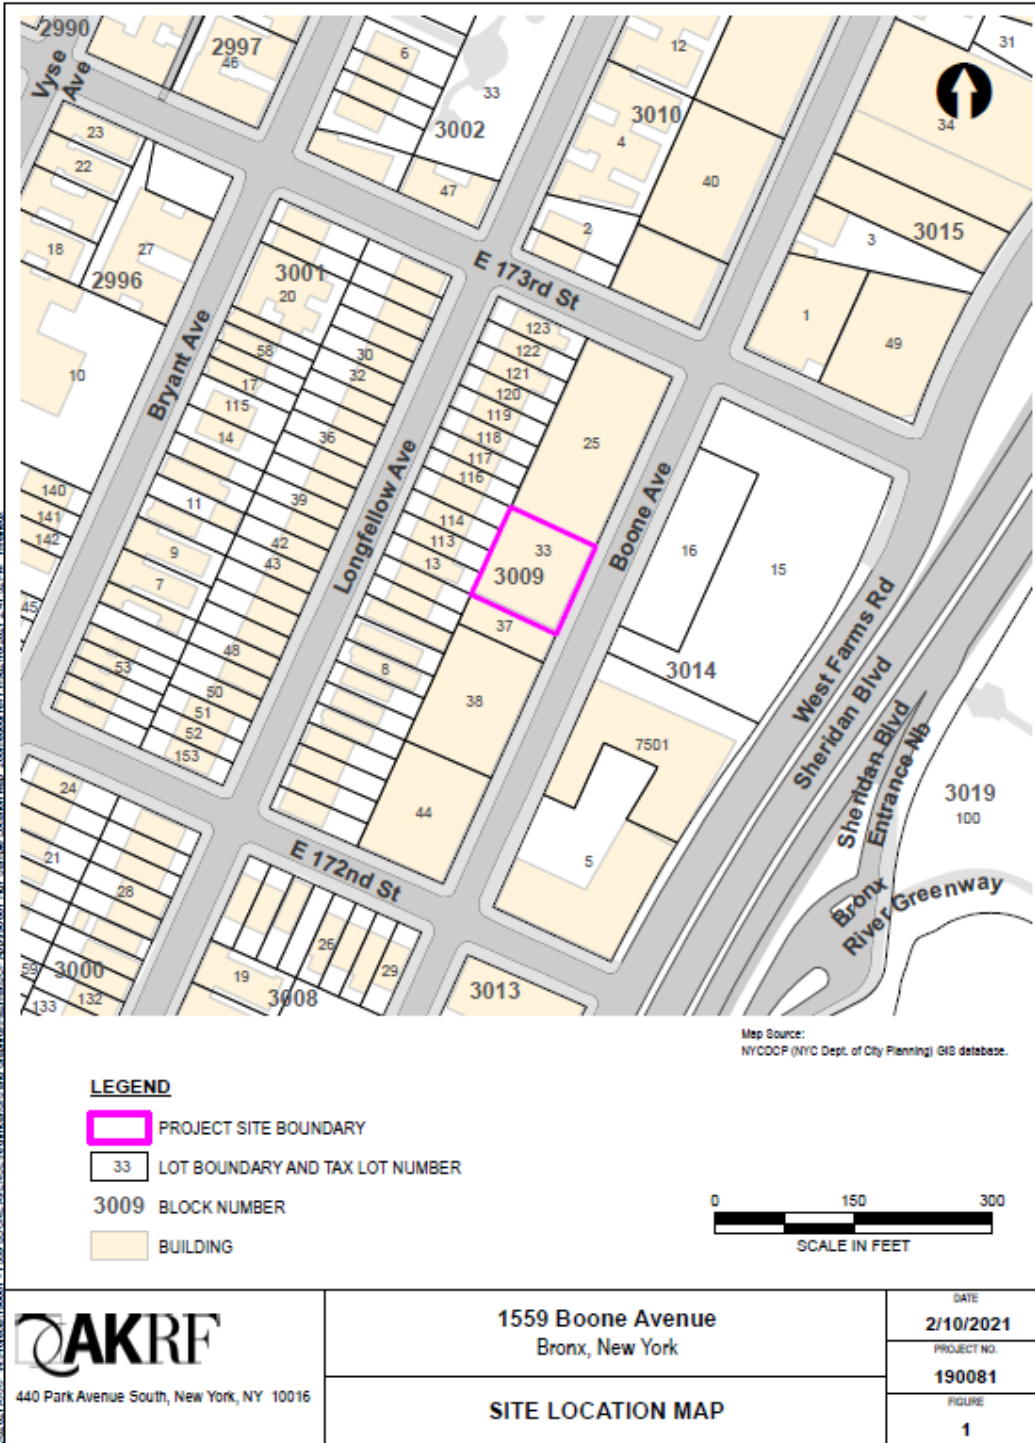 2990
Vyse
Ave
2997
46
6
33
3002
47
12
3010
4
40
2
31
34
3015
3
1
49
23
22
18
27
2996
10
3001
20
58
17
115
14
11
9
7
53
30
32
36
39
42
43
48
50
51
52
153
Bryant Ave
Longfellow Ave
E 173rd St
123
122
121
120
119
118
117
116
114
113
13
8
25
33
3009
37
38
44
Boone Ave
16
15
3014
7501
5
West Farms Rd
Sheridan Blvd
Sheridan Blvd
Entrance Nb
3019
100
Bronx
River Greenway
140
141
142
45
24
21
28
59
3000
133
132
E 172nd St
19
26
29
3008
3013
Map Source:
NYCDCP (NYC Dept. of City Planning) GIS database.
LEGEND
PROJECT SITE BOUNDARY
33 LOT BOUNDARY AND TAX LOT NUMBER
3009 BLOCK NUMBER
BUILDING
0 150 300
SCALE IN FEET
AKRF
440 Park Avenue South, New York, NY 10016
1559 Boone Avenue
Bronx, New York
SITE LOCATION MAP
DATE
2/10/2021
PROJECT NO.
190081
FIGURE
1